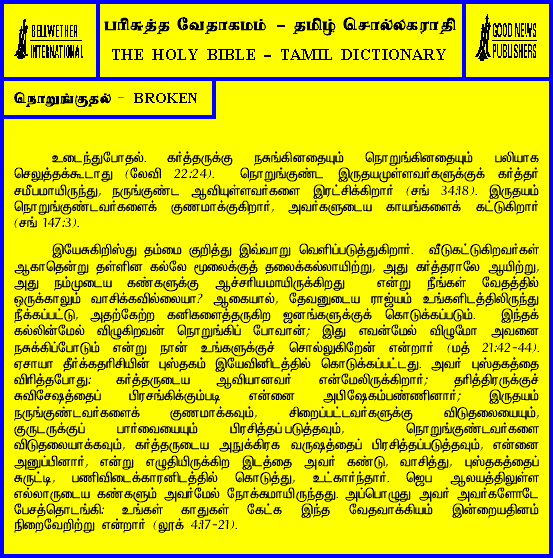 BELLWETHER
INTERNATIONAL
பரிசுத்த வேதாகமம் – தமிழ் சொல்லகராதி
THE HOLY BIBLE – TAMIL DICTIONARY
GOOD NEWS
PUBLISHERS
நொறுங்குதல் – BROKEN
உடைந்துபோதல். கர்த்தருக்கு நசுங்கினதையும் நொறுங்கினதையும் பலியாக
செலுத்தக்கூடாது (லேவி 22:24). நொறுங்குண்ட இருதயமுள்ளவர்களுக்குக் கர்த்தர்
சமீபமாயிருந்து, நருங்குண்ட ஆவியுள்ளவர்களை இரட்சிக்கிறார் (சங் 34:18). இருதயம்
நொறுங்குண்டவர்களைக் குணமாக்குகிறார், அவர்களுடைய காயங்களைக் கட்டுகிறார்
(சங் 147:3).
இயேசுகிறிஸ்து தம்மை குறித்து இவ்வாறு வெளிப்படுத்துகிறார். வீடுகட்டுகிறவர்கள்
ஆகாதென்று தள்ளின கல்லே மூலைக்குத் தலைக்கல்லாயிற்று, அது கர்த்தராலே ஆயிற்று,
அது நம்முடைய கண்களுக்கு ஆச்சரியமாயிருக்கிறது என்று நீங்கள் வேதத்தில்
ஒருக்காலும் வாசிக்கவில்லையா? ஆகையால், தேவனுடைய ராஜ்யம் உங்களிடத்திலிருந்து
நீக்கப்பட்டு, அதற்கேற்ற கனிகளைத்தருகிற ஜனங்களுக்குக் கொடுக்கப்படும். இந்தக்
கல்லின்மேல் விழுகிறவன் நொறுங்கிப் போவான்; இது எவன்மேல் விழுமோ அவனை
நசுக்கிப்போடும் என்று நான் உங்களுக்குச் சொல்லுகிறேன் என்றார் (மத் 21:42-44).
ஏசாயா தீர்க்கதரிசியின் புஸ்தகம் இயேவினிடத்தில் கொடுக்கப்பட்டது. அவர் புஸ்தகத்தை
விரித்தபோது: கர்த்தருடைய ஆவியானவர் என்மேலிருக்கிறார்; தரித்திரருக்குச்
சுவிசேஷத்தைப் பிரசங்கிக்கும்படி என்னை அபிஷேகம்பண்ணினார்; இருதயம்
நருங்குண்டவர்களைக் குணமாக்கவும், சிறைப்பட்டவர்களுக்கு விடுதலையையும்,
குருடருக்குப் பார்வையையும் பிரசித்தப்படுத்தவும், நொறுங்குண்டவர்களை
விடுதலையாக்கவும், கர்த்தருடைய அநுக்கிரக வருஷத்தைப் பிரசித்தப்படுத்தவும், என்னை
அனுப்பினார், என்று எழுதியிருக்கிற இடத்தை அவர் கண்டு, வாசித்து, புஸ்தகத்தைப்
சுருட்டி, பணிவிடைக்காரனிடத்தில் கொடுத்து, உட்கார்ந்தார். ஜெப ஆலயத்திலுள்ள
எல்லாருடைய கண்களும் அவர்மேல் நோக்கமாயிருந்தது. அப்பொழுது அவர் அவர்களோடே
பேசத்தொடங்கி: உங்கள் காதுகள் கேட்க இந்த வேதவாக்கியம் இன்றையதினம்
நிறைவேறிற்று என்றார் (லூக் 4:17-21).